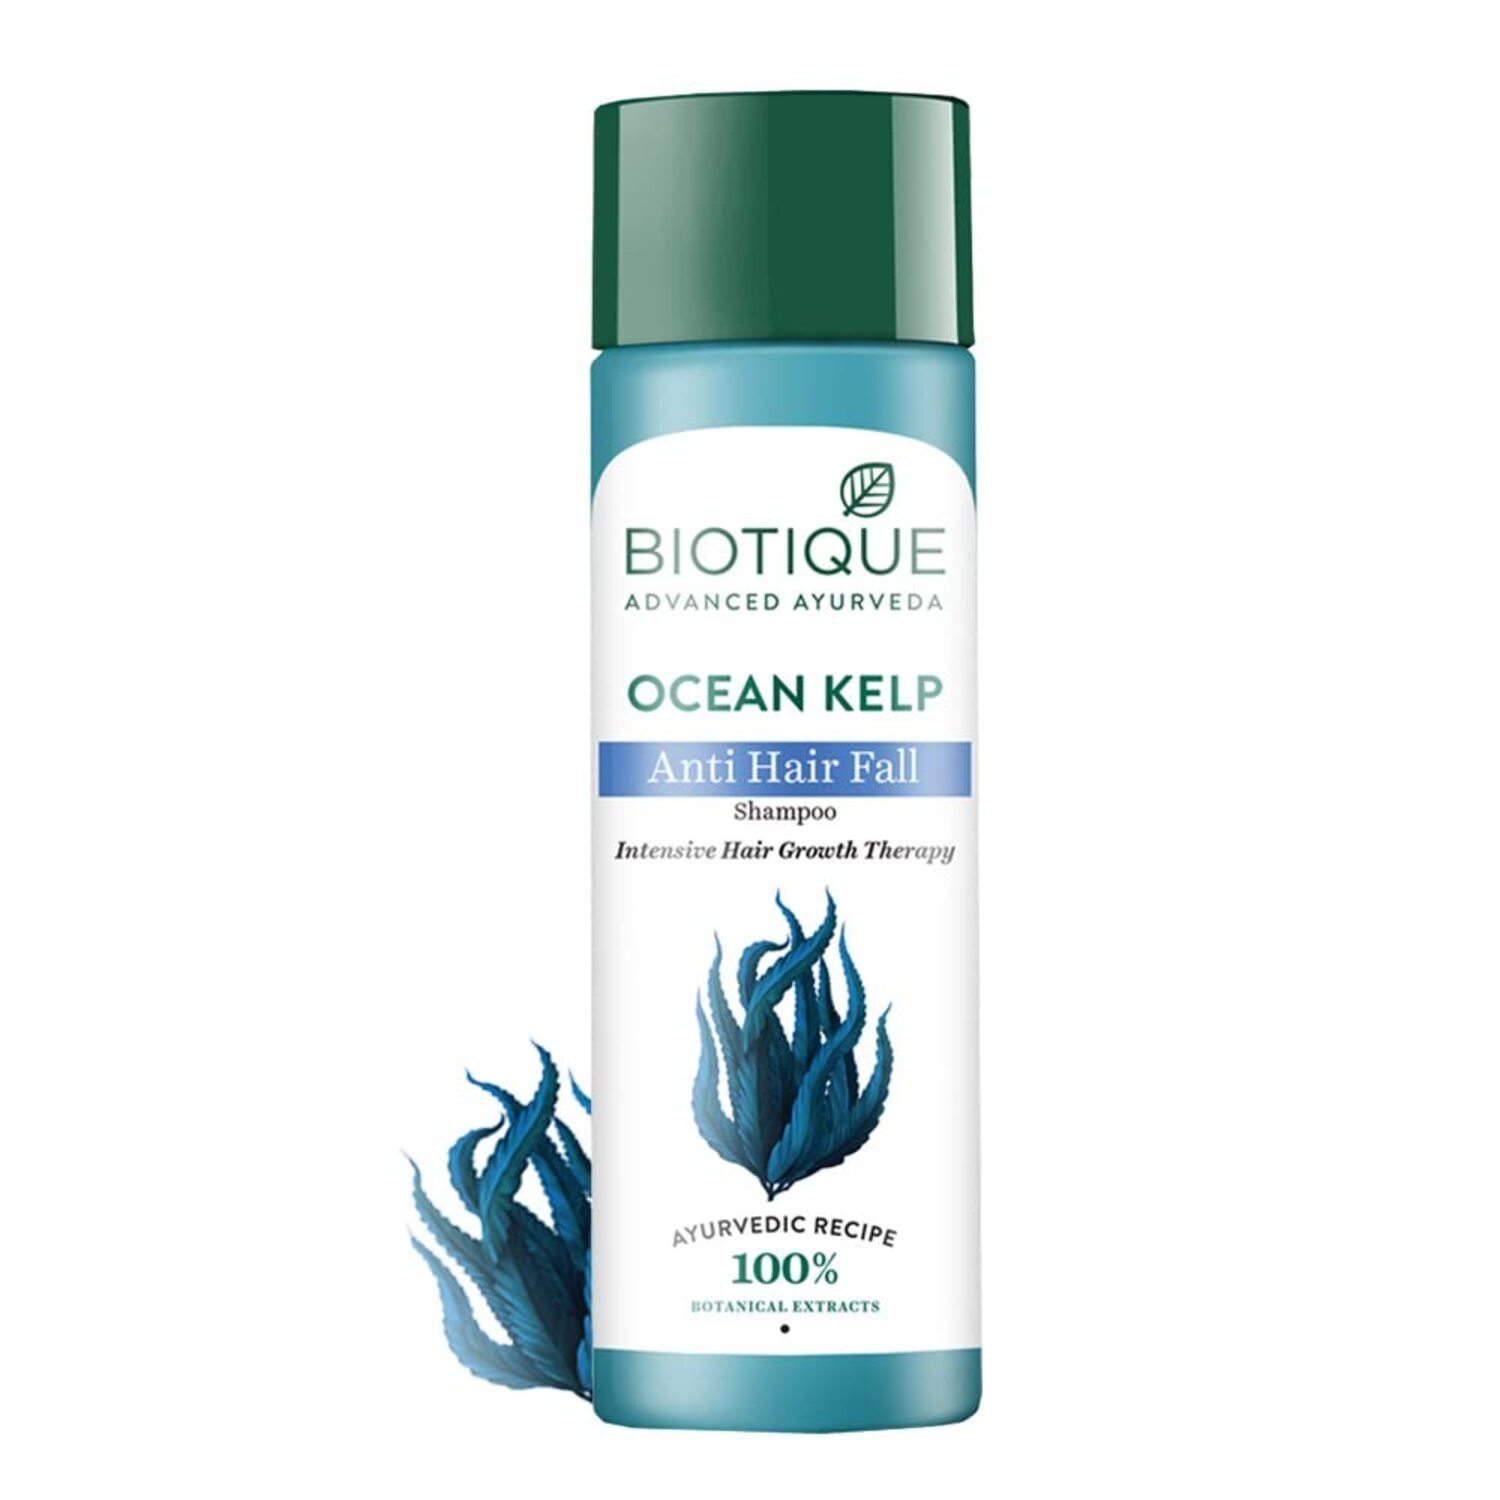 BIOTIQUE
ADVANCED AYURVEDA
OCEAN KELP
Anti Hair Fall
Shampoo
Intensive Hair Growth Therapy
AYURVEDIC RECIPE
100%
BOTANICAL EXTRACTS